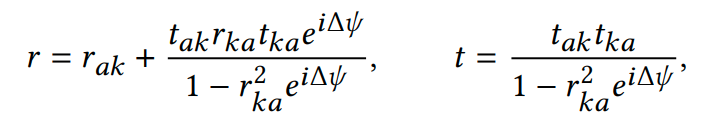 r = r_{ak} + \frac{t_{ak} r_{ka} t_{ka} e^{i\Delta\psi}}{1 - r_{ka}^{2} e^{i\Delta\psi}}, \qquad t = \frac{t_{ak} t_{ka}}{1 - r_{ka}^{2} e^{i\Delta\psi}},